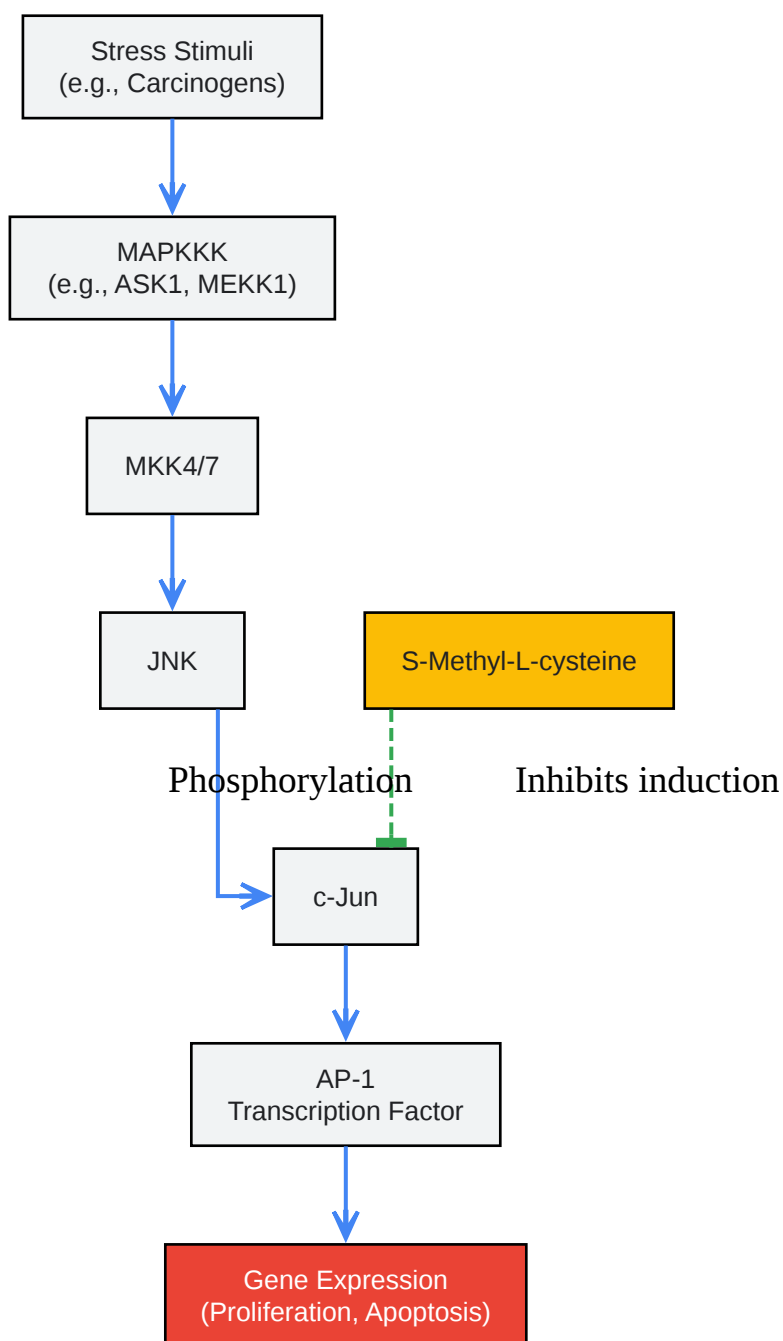 Stress Stimuli
(e.g., Carcinogens)
MAPKKK
(e.g., ASK1, MEKK1)
MKK4/7
JNK
S-Methyl-L-cysteine
Phosphorylation
Inhibits induction
c-Jun
AP-1
Transcription Factor
Gene Expression
(Proliferation, Apoptosis)